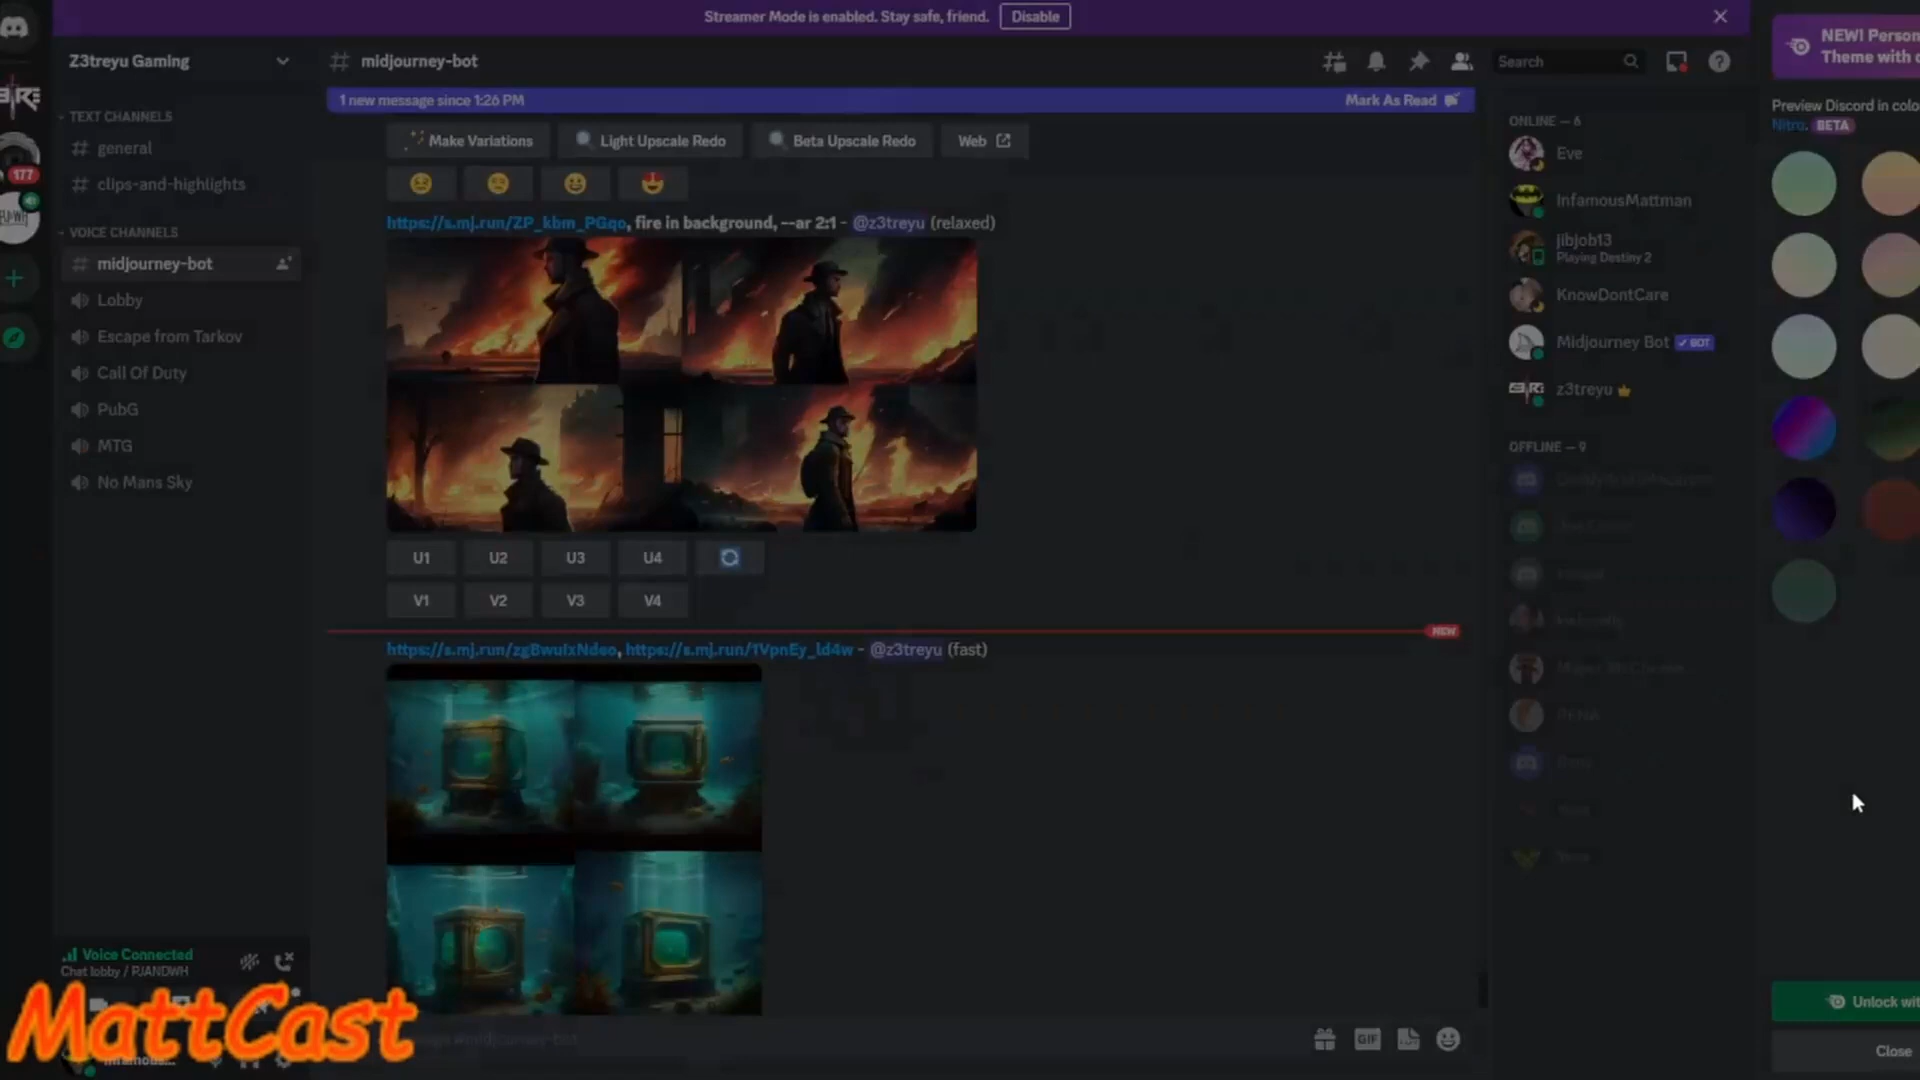 Streamer Mode is enabled. Stay safe, friend. Disable
NEW! Person
Theme with c
Z3treyu Gaming
midjourney-bot
Search
1 new message since 1:26 PM
Mark As Read
Preview Discord in colo
Nitro. BETA
TEXT CHANNELS
general
clips-and-highlights
177
VOICE CHANNELS
midjourney-bot
Lobby
Escape from Tarkov
Call Of Duty
PubG
MTG
No Mans Sky
Make Variations
Light Upscale Redo
Beta Upscale Redo
Web
https://s.mj.run/ZP_kbm_PGqo, fire in background, --ar 2:1 - @z3treyu (relaxed)
U1 U2 U3 U4
V1 V2 V3 V4
NEW
https://s.mj.run/zgBwuIxNdeo, https://s.mj.run/1VpnEy_ld4w - @z3treyu (fast)
ONLINE — 6
Eve
InfamousMattman
jibjob13
Playing Destiny 2
KnowDontCare
Midjourney Bot BOT
z3treyu
OFFLINE — 9
Voice Connected
Chat lobby / PJANDWH
MattCast
GIF
Unlock wit
Close